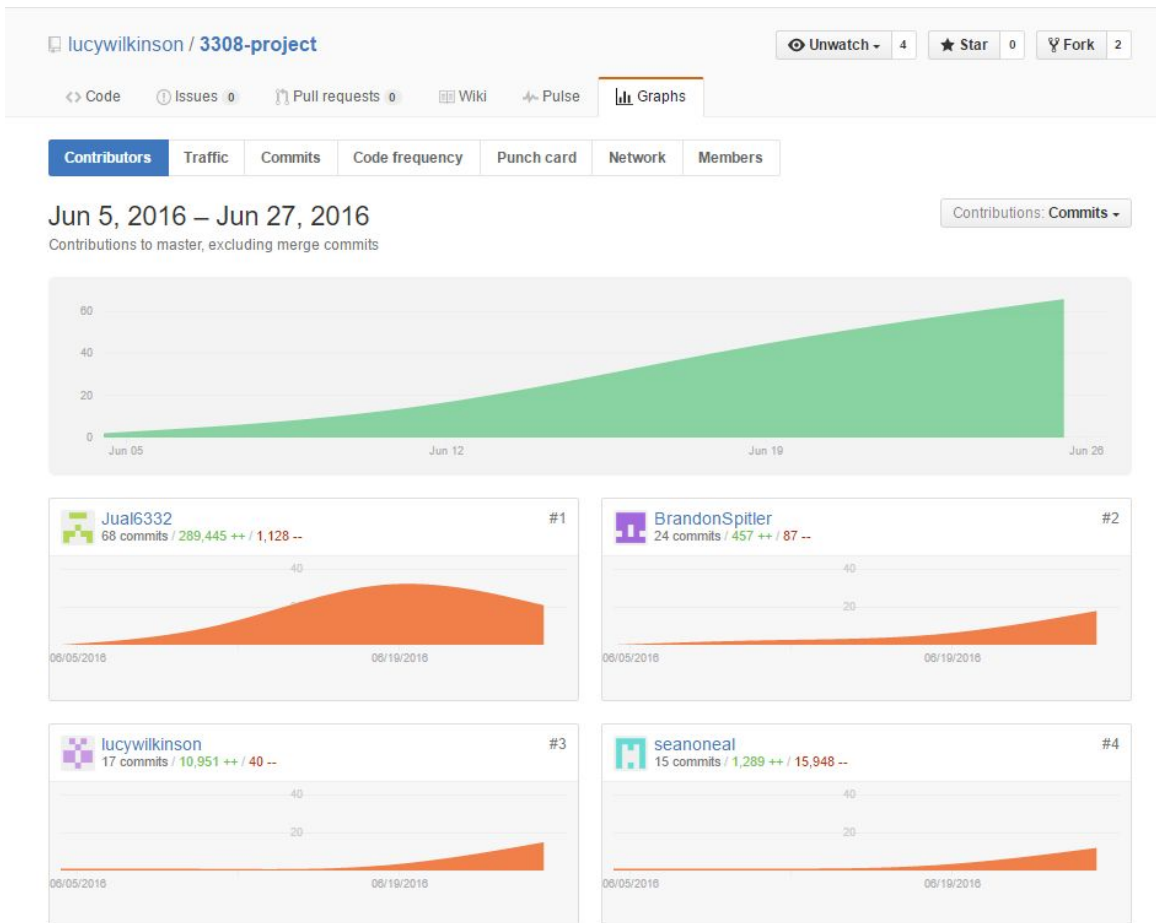 lucywilkinson / 3308-project
Unwatch 4 Star 0 Fork 2
Code Issues 0 Pull requests 0 Wiki Pulse Graphs
Contributors Traffic Commits Code frequency Punch card Network Members
Jun 5, 2016 – Jun 27, 2016
Contributions: Commits
Contributions to master, excluding merge commits
60
40
20
0
Jun 05 Jun 12 Jun 19 Jun 26
Jual6332 #1
68 commits / 289,445 ++ / 1,128 --
40
06/05/2016 06/19/2016
BrandonSpitler #2
24 commits / 457 ++ / 87 --
40
20
06/05/2016 06/19/2016
lucywilkinson #3
17 commits / 10,951 ++ / 40 --
40
20
06/05/2016 06/19/2016
seanoneal #4
15 commits / 1,289 ++ / 15,948 --
40
20
06/05/2016 06/19/2016